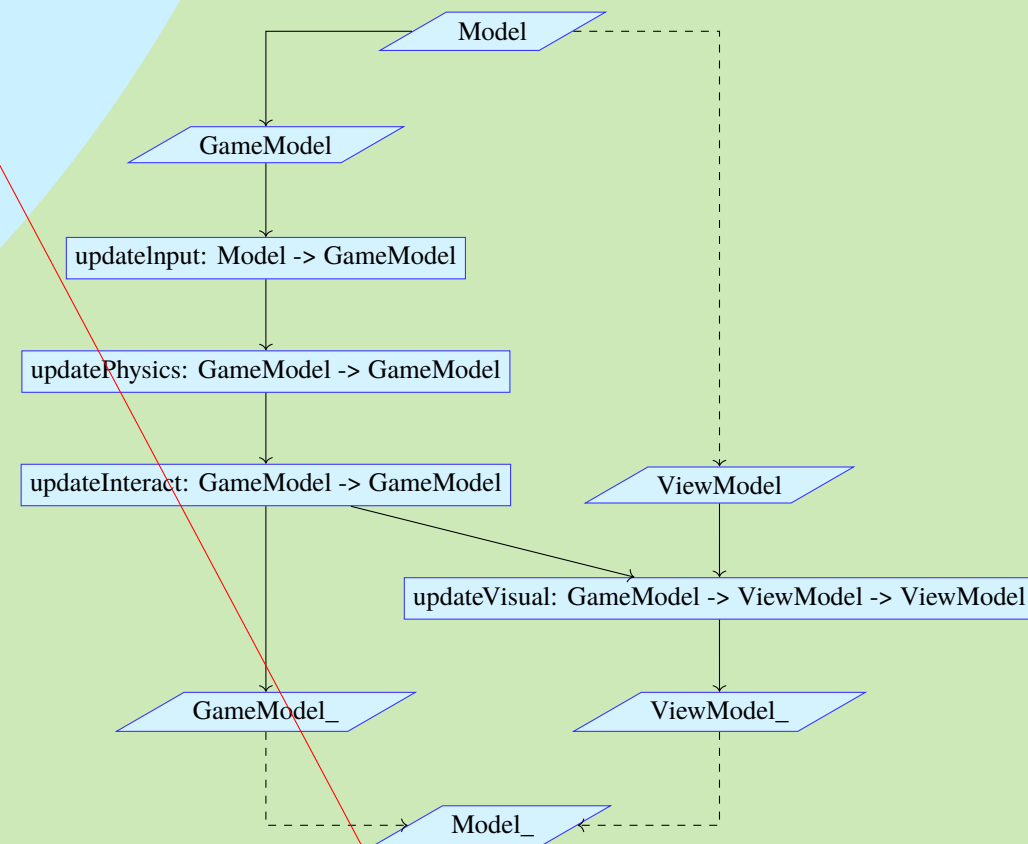 Model
GameModel
updateInput: Model -> GameModel
updatePhysics: GameModel -> GameModel
updateInteract: GameModel -> GameModel
ViewModel
updateVisual: GameModel -> ViewModel -> ViewModel
GameModel_
ViewModel_
Model_